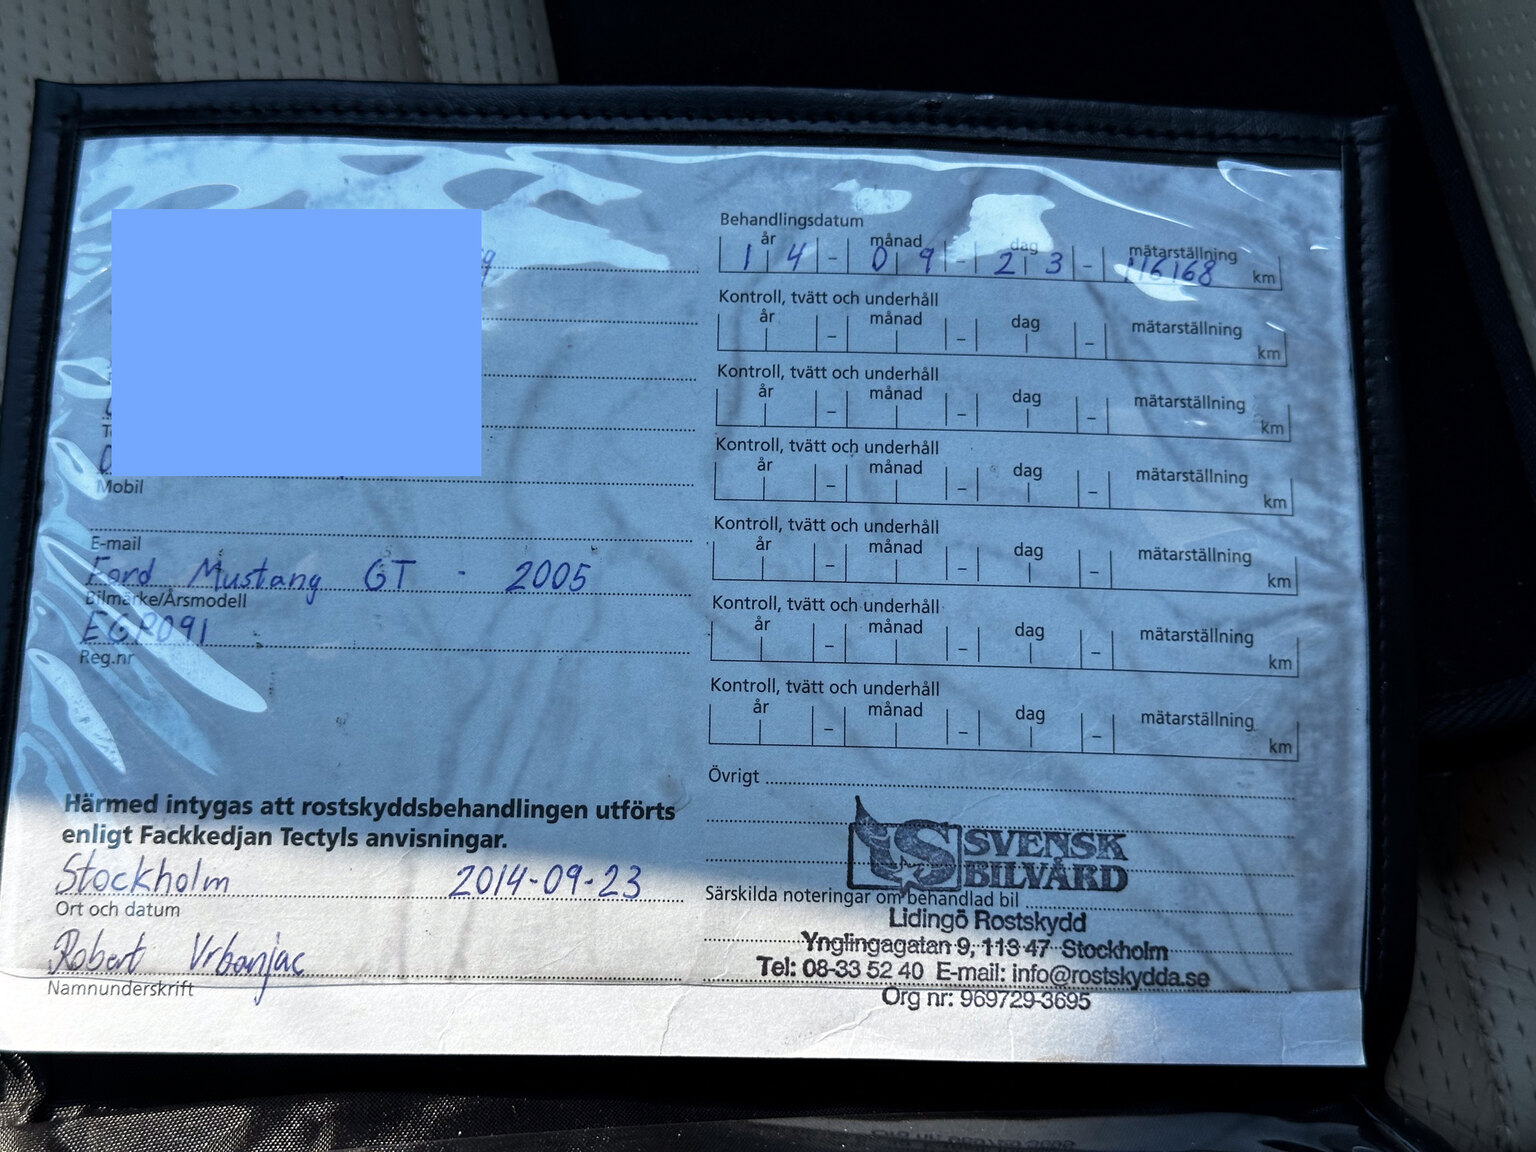 Mobil
E-mail
Ford Mustang GT - 2005
Bilmärke/Årsmodell
EGR091
Reg.nr
Härmed intygas att rostskyddsbehandlingen utförts
enligt Fackkedjan Tectyls anvisningar.
Stockholm 2014-09-23
Ort och datum
Robert Vrbanjac
Namnunderskrift
Behandlingsdatum
år månad dag mätarställning
14 - 09 - 23 - 116168 km
Kontroll, tvätt och underhåll
år månad dag mätarställning
- - - km
Kontroll, tvätt och underhåll
år månad dag mätarställning
- - - km
Kontroll, tvätt och underhåll
år månad dag mätarställning
- - - km
Kontroll, tvätt och underhåll
år månad dag mätarställning
- - - km
Kontroll, tvätt och underhåll
år månad dag mätarställning
- - - km
Kontroll, tvätt och underhåll
år månad dag mätarställning
- - - km
Övrigt
S SVENSK
BILVÅRD
Särskilda noteringar om behandlad bil
Lidingö Rostskydd
Ynglingagatan 9, 113 47 Stockholm
Tel: 08-33 52 40 E-mail: info@rostskydda.se
Org nr: 969729-3695